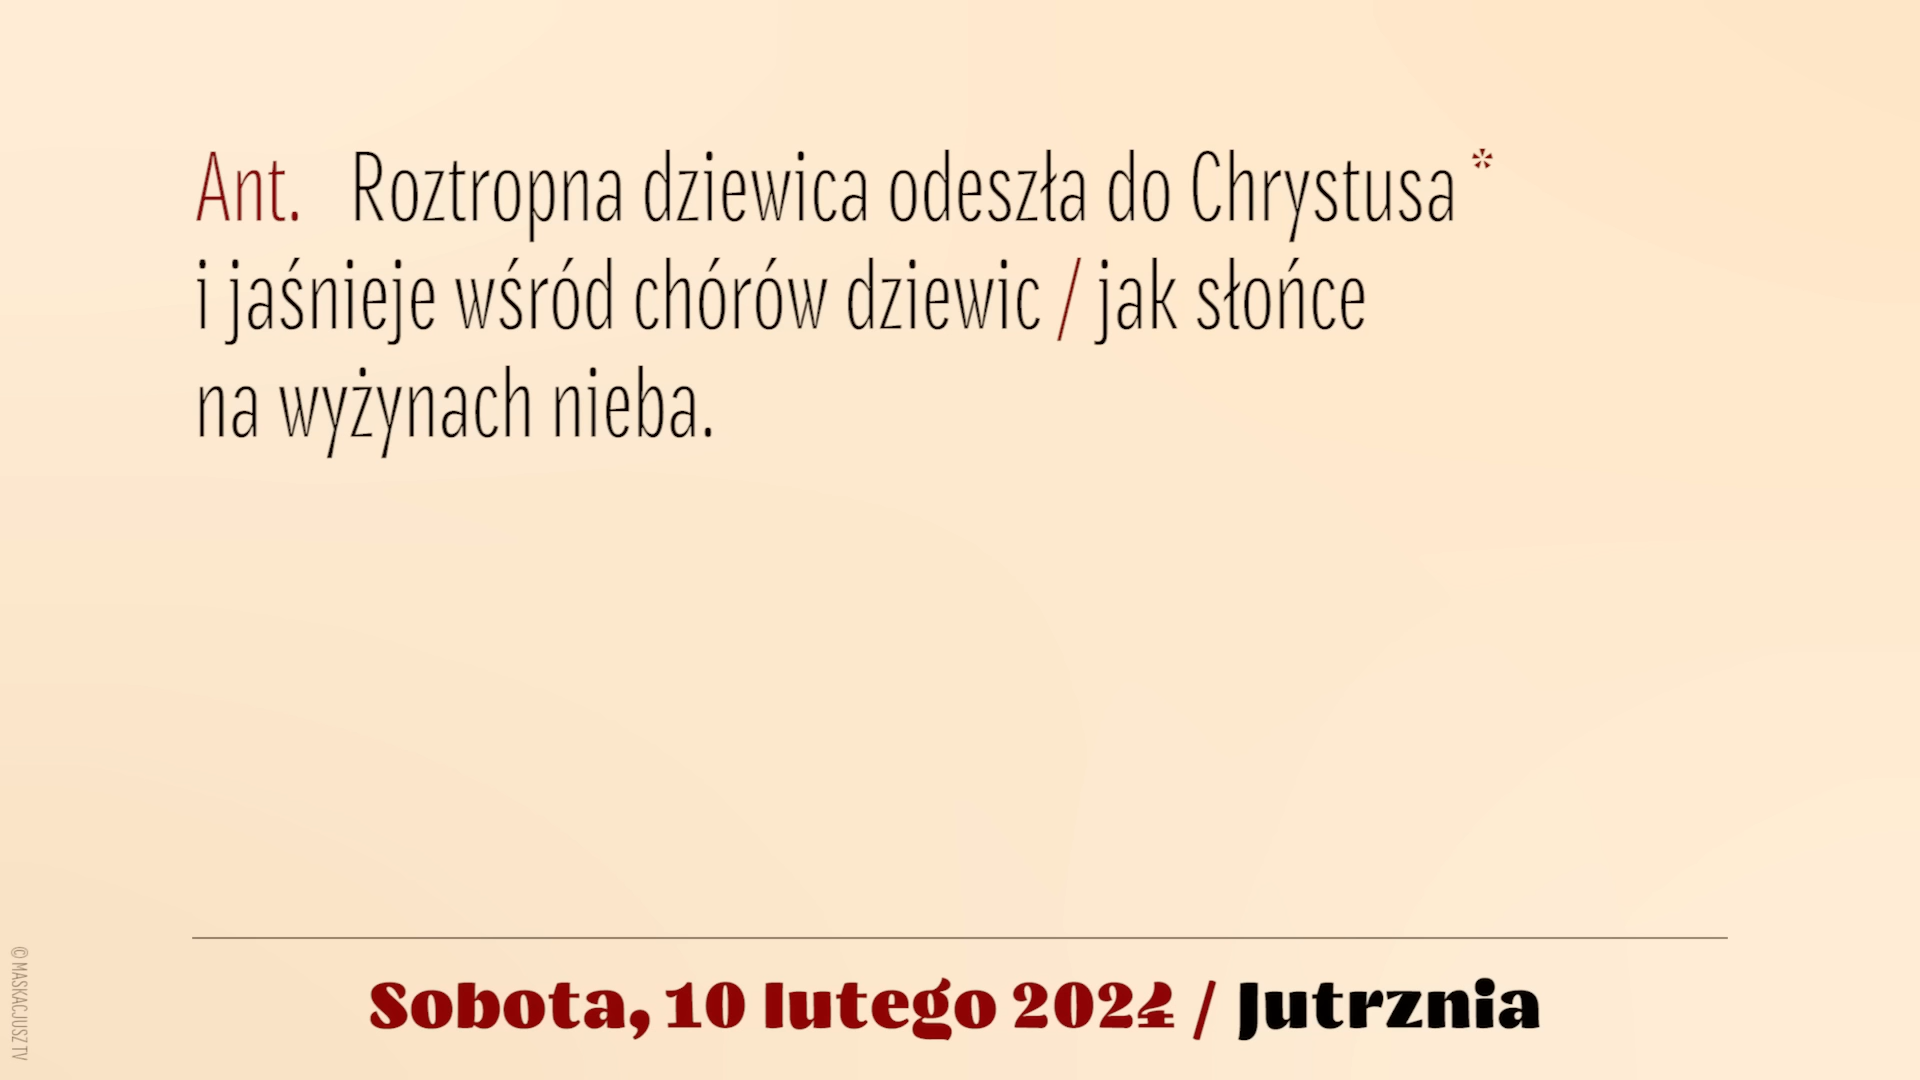 Ant. Roztropna dziewica odeszła do Chrystusa *
i jaśnieje wśród chórów dziewic / jak słońce
na wyżynach nieba.
Sobota, 10 lutego 2024 / Jutrznia
© MASKACJUSZ TV